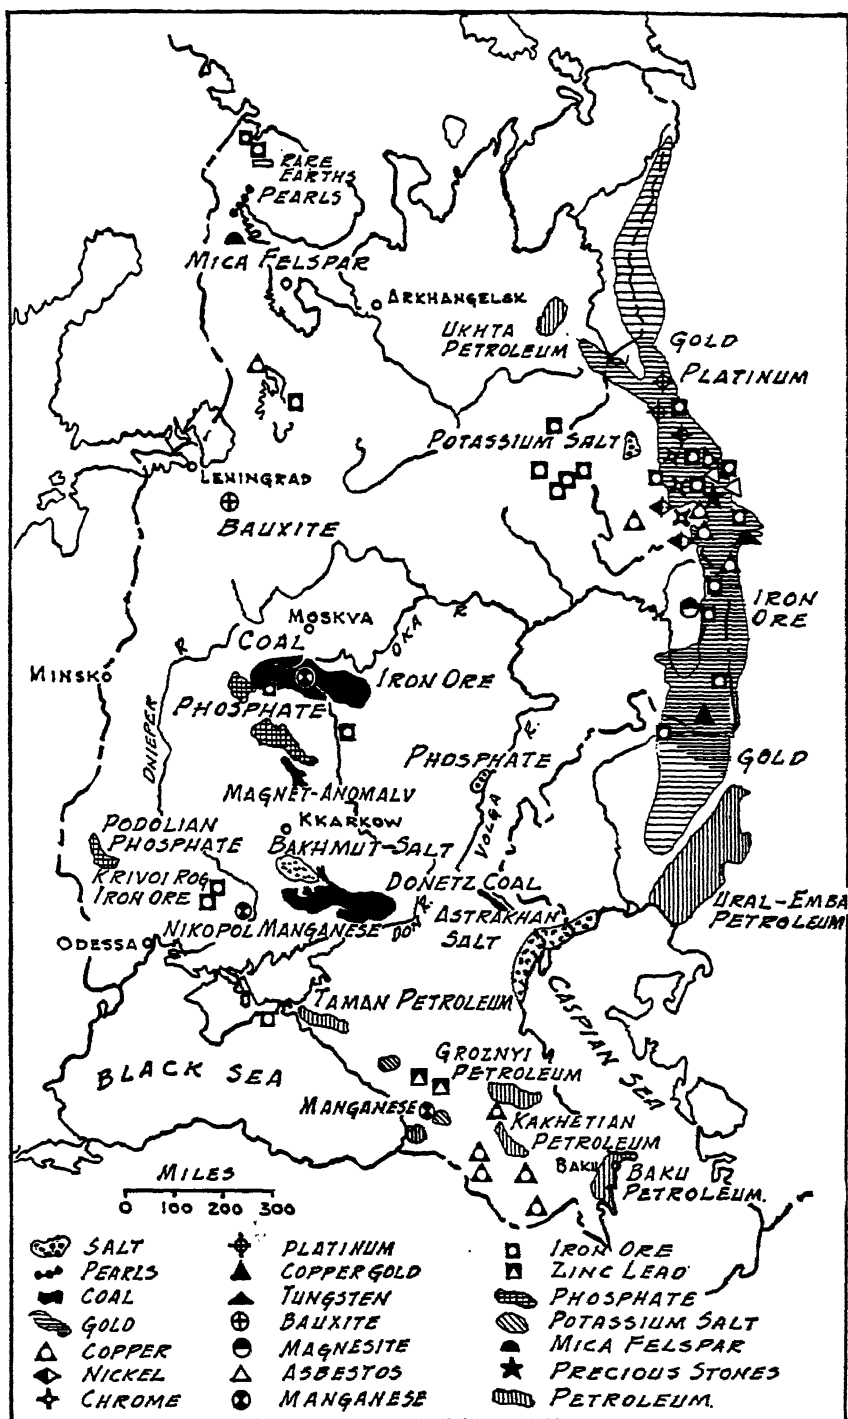 RARE
EARTHS
PEARLS
MICA FELSPAR
ARKHANGELSK
UKHTA
PETROLEUM
GOLD
PLATINUM
POTASSIUM SALT
LENINGRAD
BAUXITE
MOSKVA
OKA R.
IRON
ORE
COAL
R.
MINSK
IRON ORE
PHOSPHATE
DNIEPER
PHOSPHATE
R.
GOLD
MAGNET-ANOMALY
VOLGA
KKARKOW
PODOLIAN
PHOSPHATE
BAKHMUT-SALT
KRIVOI ROG
IRON ORE
DONETZ COAL
URAL-EMBA
PETROLEUM
NIKOPOL MANGANESE
DON R.
ASTRAKHAN
SALT
ODESSA
TAMAN PETROLEUM
CASPIAN SEA
BLACK SEA
GROZNYI
PETROLEUM
MANGANESE
KAKHETIAN
PETROLEUM
BAKU
BAKU
PETROLEUM.
MILES
0 100 200 300
SALT
PEARLS
COAL
GOLD
COPPER
NICKEL
CHROME
PLATINUM
COPPER GOLD
TUNGSTEN
BAUXITE
MAGNESITE
ASBESTOS
MANGANESE
IRON ORE
ZINC LEAD
PHOSPHATE
POTASSIUM SALT
MICA FELSPAR
PRECIOUS STONES
PETROLEUM.